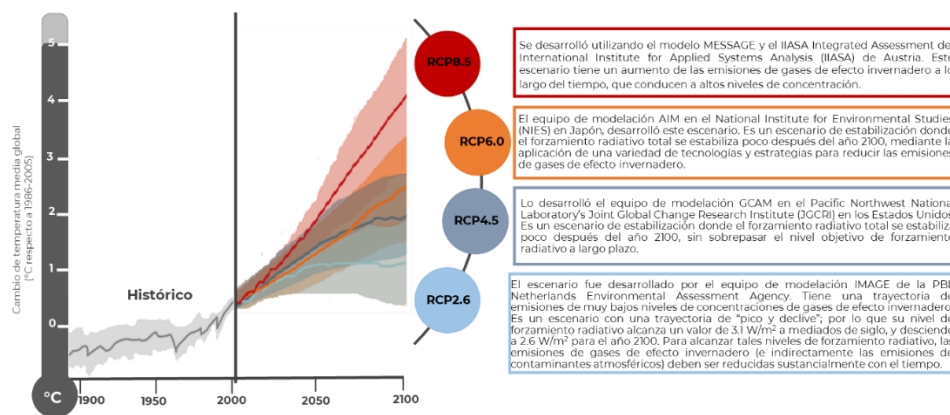 Cambio de temperatura media global
(°C respecto a 1986-2005)
5
4
3
2
1
0
°C
1900
1950
2000
2050
2100
Histórico
RCP8.5
Se desarrolló utilizando el modelo MESSAGE y el IIASA Integrated Assessment de
International Institute for Applied Systems Analysis (IIASA) de Austria. Este
escenario tiene un aumento de las emisiones de gases de efecto invernadero a lo
largo del tiempo, que conducen a altos niveles de concentración.
RCP6.0
El equipo de modelación AIM en el National Institute for Environmental Studies
(NIES) en Japón, desarrolló este escenario. Es un escenario de estabilización donde
el forzamiento radiativo total se estabiliza poco después del año 2100, mediante la
aplicación de una variedad de tecnologías y estrategias para reducir las emisiones
de gases de efecto invernadero.
RCP4.5
Lo desarrolló el equipo de modelación GCAM en el Pacific Northwest National
Laboratory's Joint Global Change Research Institute (JGCRI) en los Estados Unidos
Es un escenario de estabilización donde el forzamiento radiativo total se estabiliza
poco después del año 2100, sin sobrepasar el nivel objetivo de forzamiento
radiativo a largo plazo.
RCP2.6
El escenario fue desarrollado por el equipo de modelación IMAGE de la PBL
Netherlands Environmental Assessment Agency. Tiene una trayectoria de
emisiones de muy bajos niveles de concentraciones de gases de efecto invernadero
Es un escenario con una trayectoria de "pico y declive"; por lo que su nivel de
forzamiento radiativo alcanza un valor de 3.1 W/m² a mediados de siglo, y desciende
a 2.6 W/m² para el año 2100. Para alcanzar tales niveles de forzamiento radiativo, las
emisiones de gases de efecto invernadero (e indirectamente las emisiones de
contaminantes atmosféricos) deben ser reducidas sustancialmente con el tiempo.